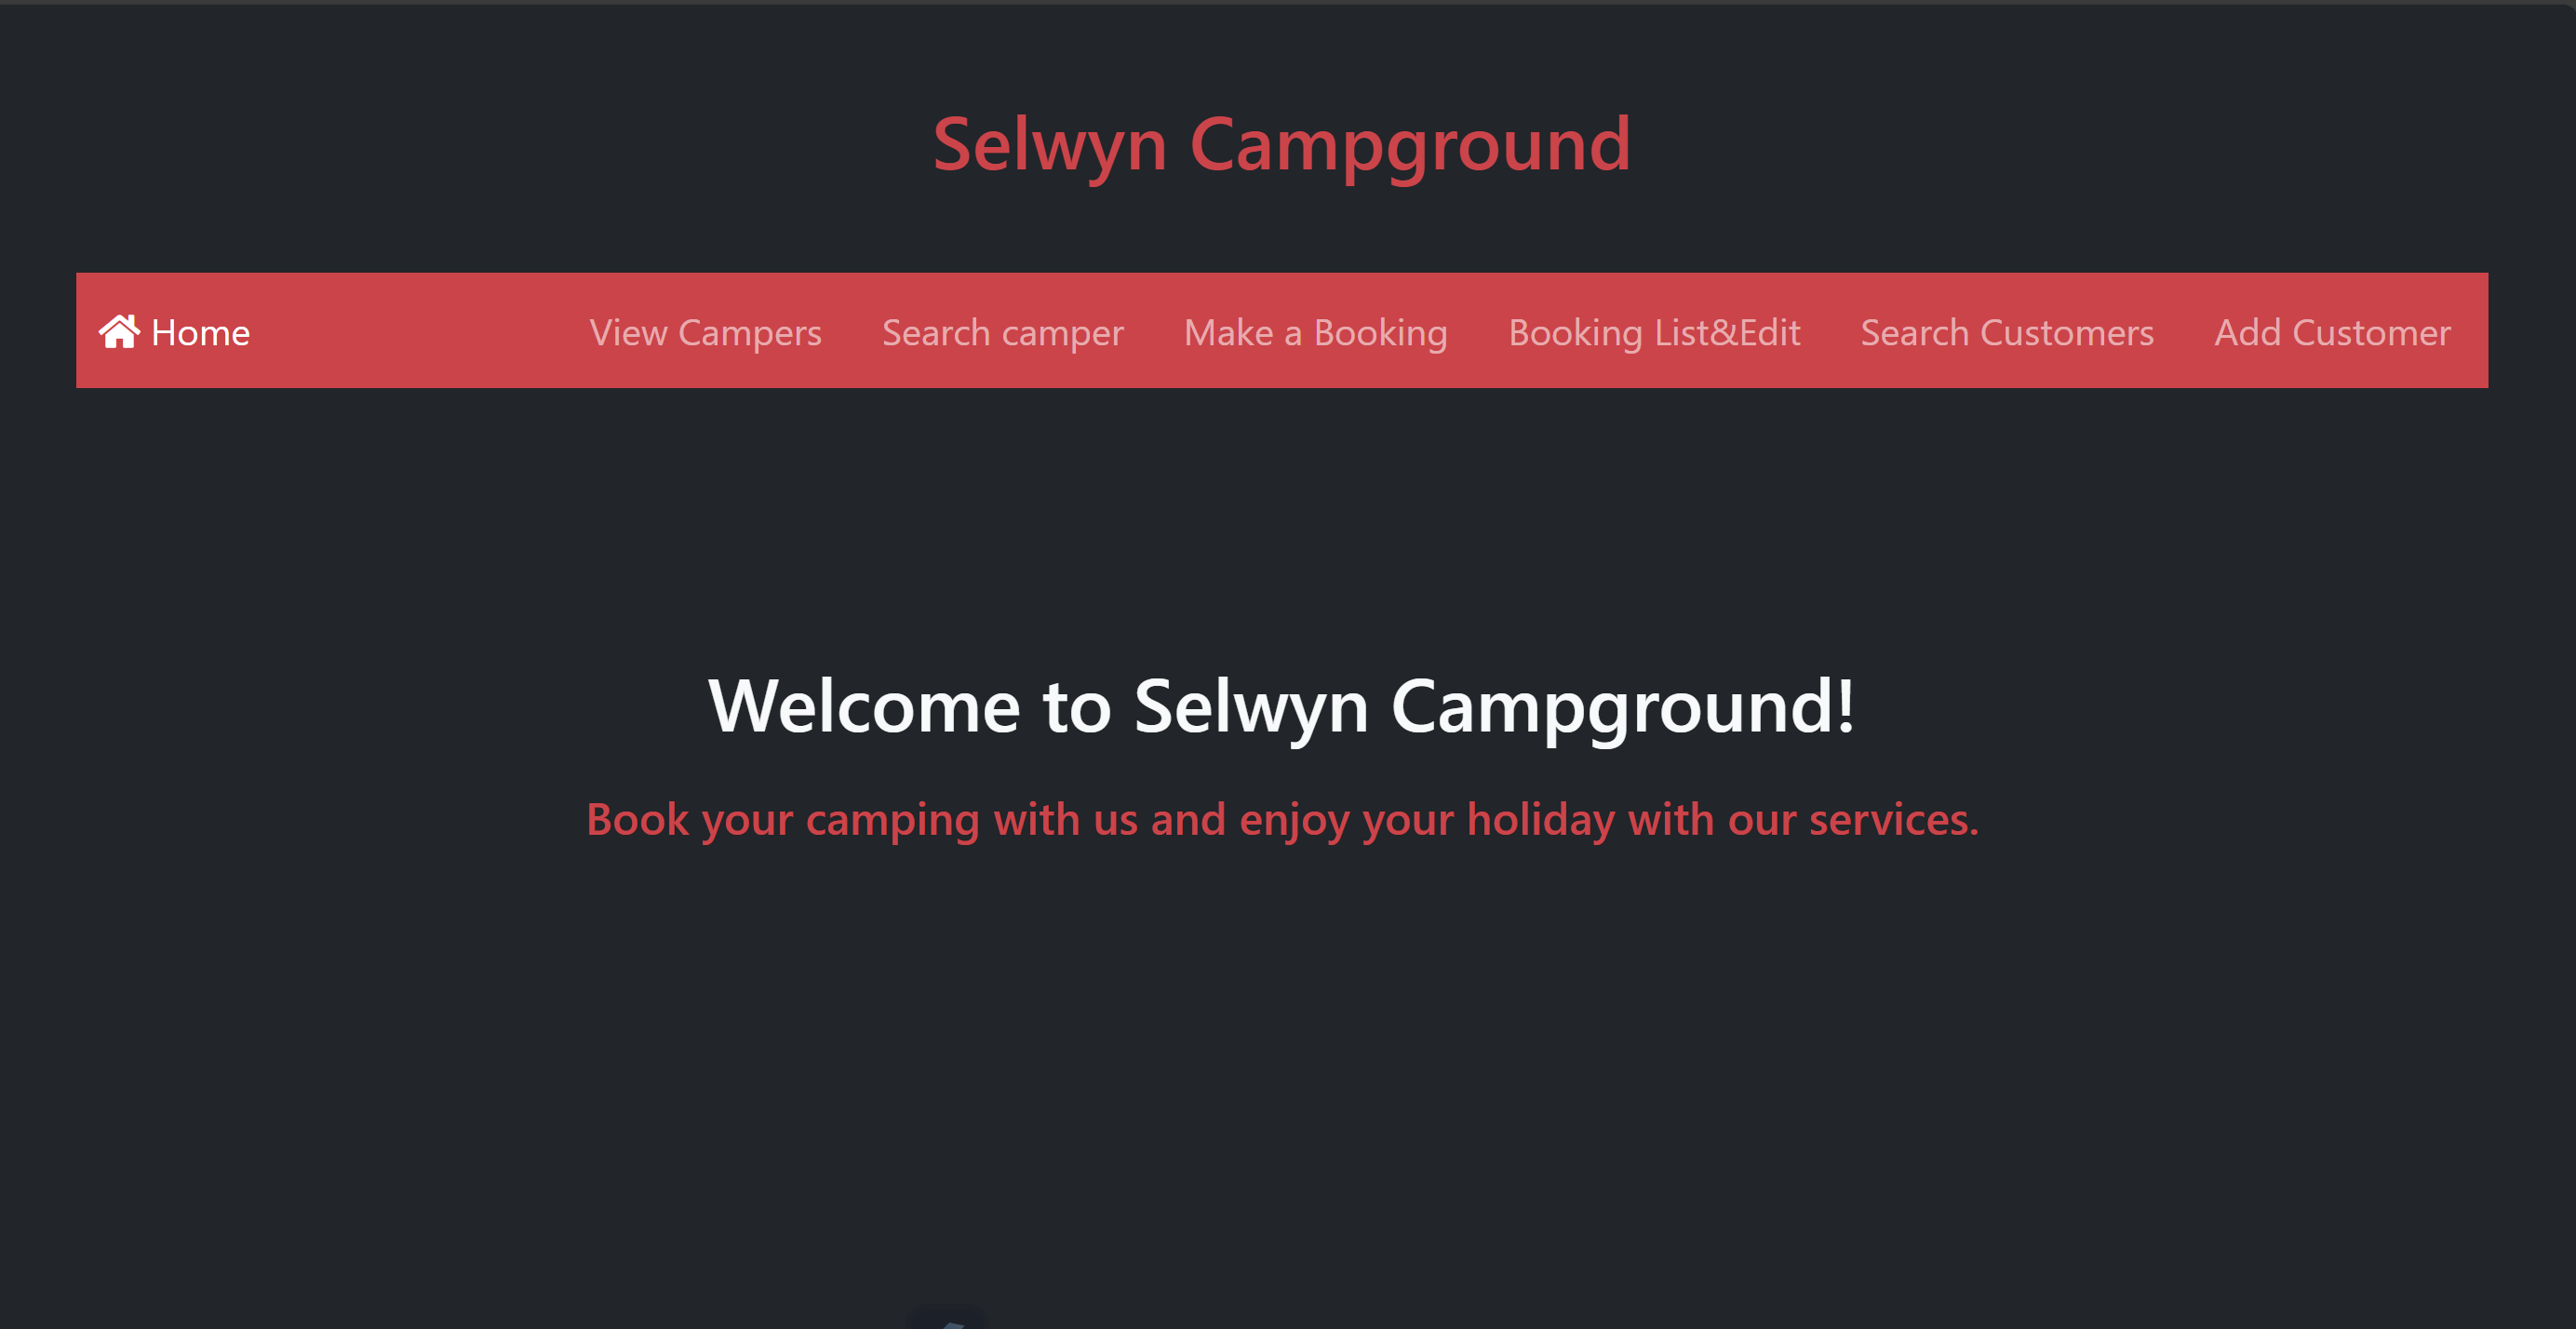 Selwyn Campground
Home View Campers Search camper Make a Booking Booking List&Edit Search Customers Add Customer
Welcome to Selwyn Campground!
Book your camping with us and enjoy your holiday with our services.